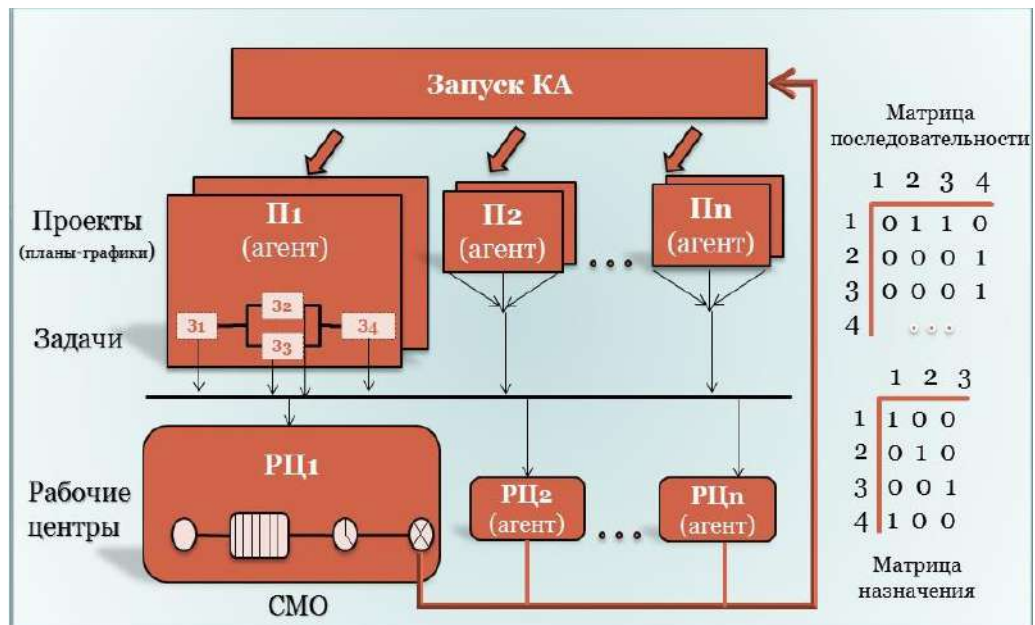 Запуск КА
Матрица
последовательности
1 2 3 4
1 0 1 1 0
2 0 0 0 1
3 0 0 0 1
4 ...
Проекты
(планы-графики)
П1
(агент)
П2
(агент)
...
Пn
(агент)
Задачи
З1
З2
З3
З4
1 2 3
1 1 0 0
2 0 1 0
3 0 0 1
4 1 0 0
Матрица
назначения
Рабочие
центры
РЦ1
РЦ2
(агент)
...
РЦn
(агент)
СМО